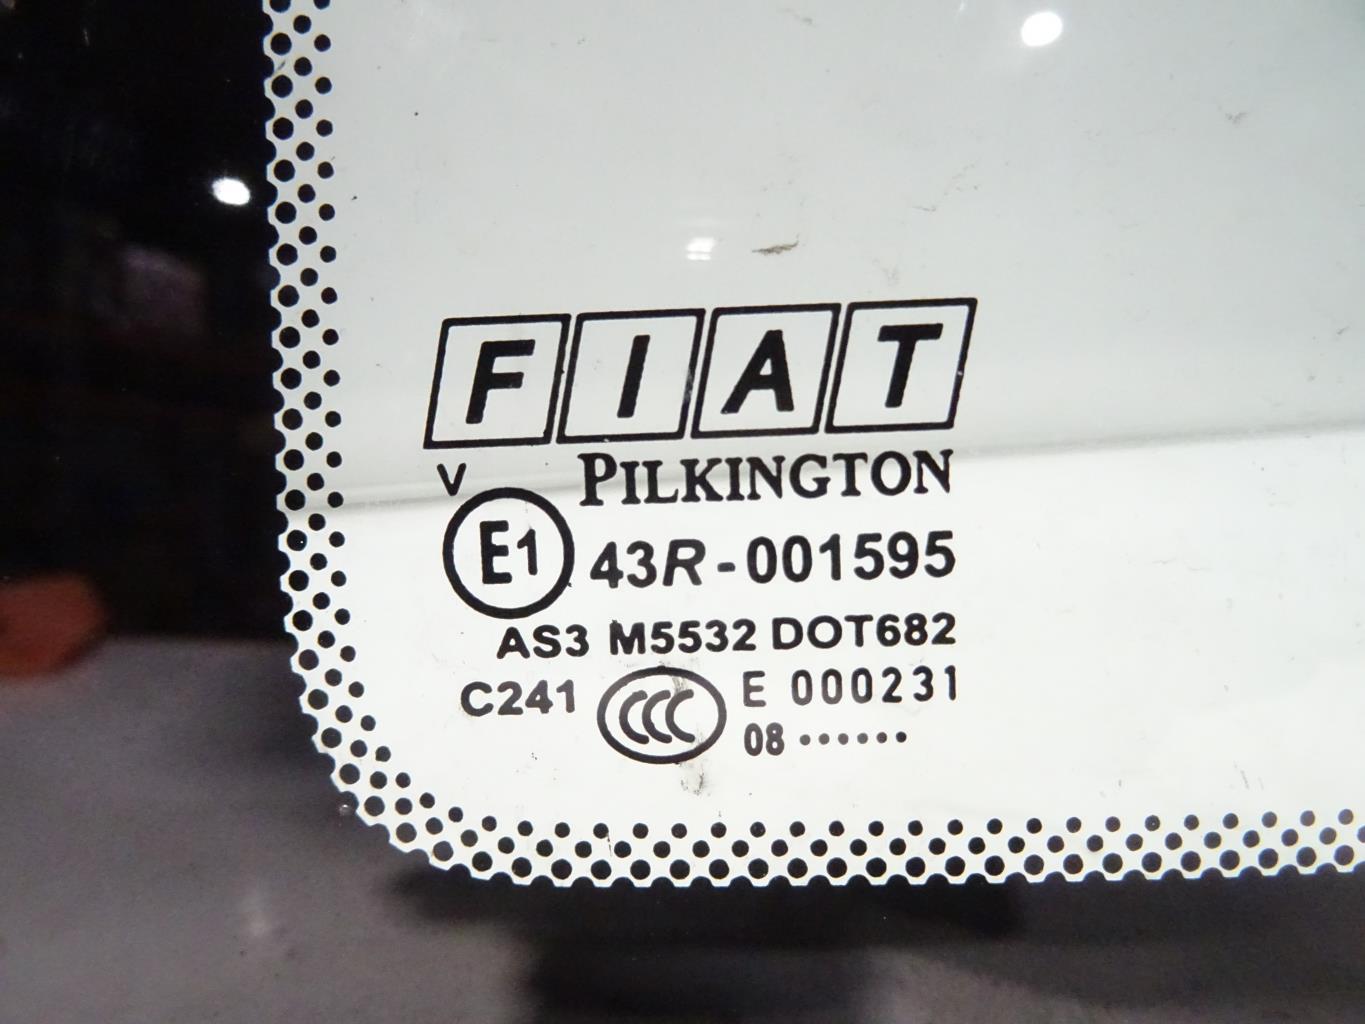 FIAT
V PILKINGTON
E1 43R-001595
AS3 M5532 DOT682
C241 CCC E 000231
08 ······